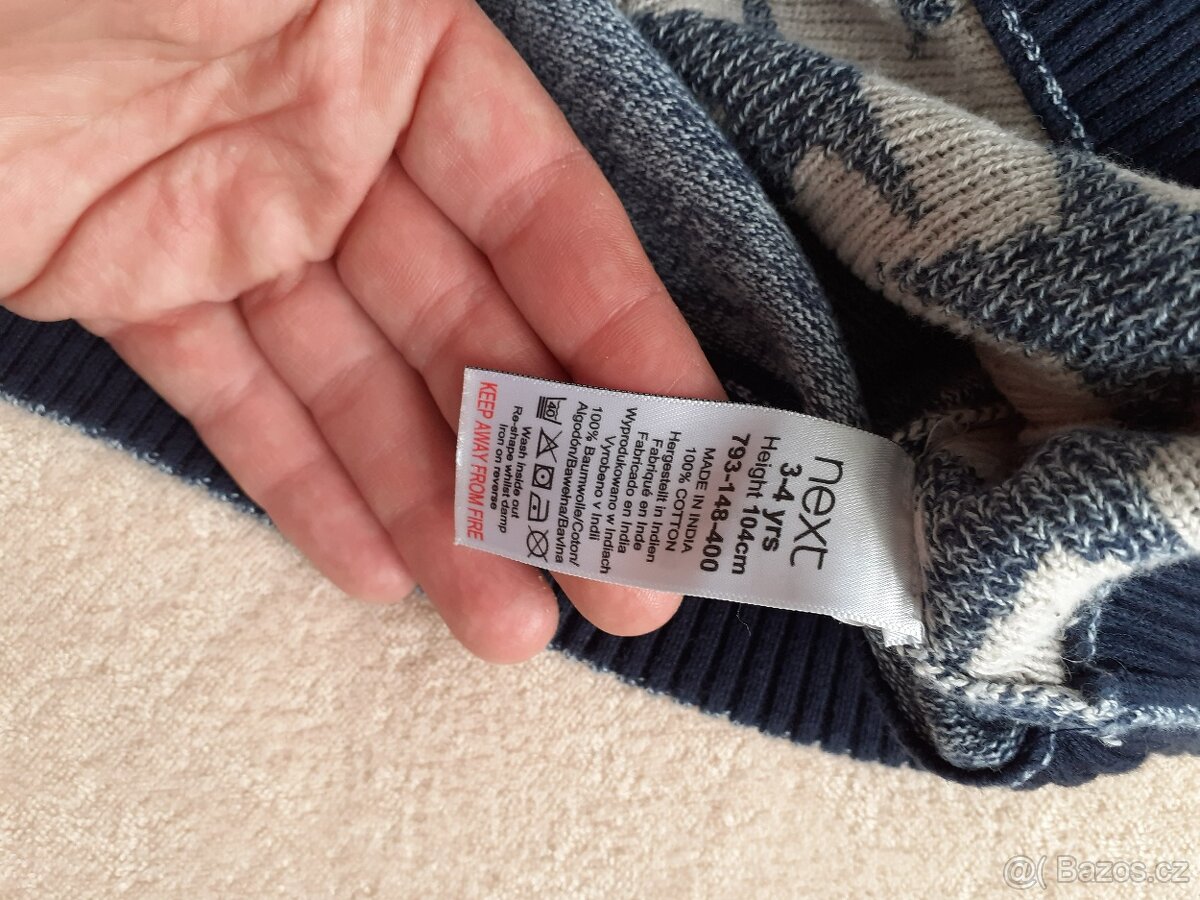 next
3-4 yrs
Height 104cm
793-148-400
MADE IN INDIA
100% COTTON
Hergestellt in Indien
Fabriqué en Inde
Fabricado en India
Wyprodukowano w Indiach
Vyrobeno v Indii
100% Baumwolle/Coton/
Algodón/Bawełna/Bavlna
40
Wash inside out
Re-shape whilst damp
Iron on reverse
KEEP AWAY FROM FIRE
@( Bazos.cz